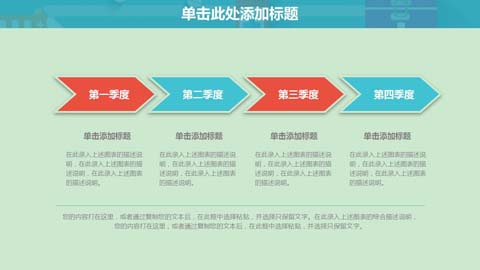 单击此处添加标题
第一季度
第二季度
第三季度
第四季度
单击添加标题
单击添加标题
单击添加标题
单击添加标题
在此录入上述图表的描述说
明，在此录入上述图表的描
述说明，在此录入上述图表
的描述说明。
在此录入上述图表的描述说
明，在此录入上述图表的描
述说明，在此录入上述图表
的描述说明。
在此录入上述图表的描述说
明，在此录入上述图表的描
述说明，在此录入上述图表
的描述说明。
在此录入上述图表的描述说
明，在此录入上述图表的描
述说明，在此录入上述图表
的描述说明。
您的内容打在这里，或者通过复制您的文本后，在此框中选择粘贴，并选择只保留文字。在此录入上述图表的综合描述说明，
您的内容打在这里，或者通过复制您的文本后，在此框中选择粘贴，并选择只保留文字。